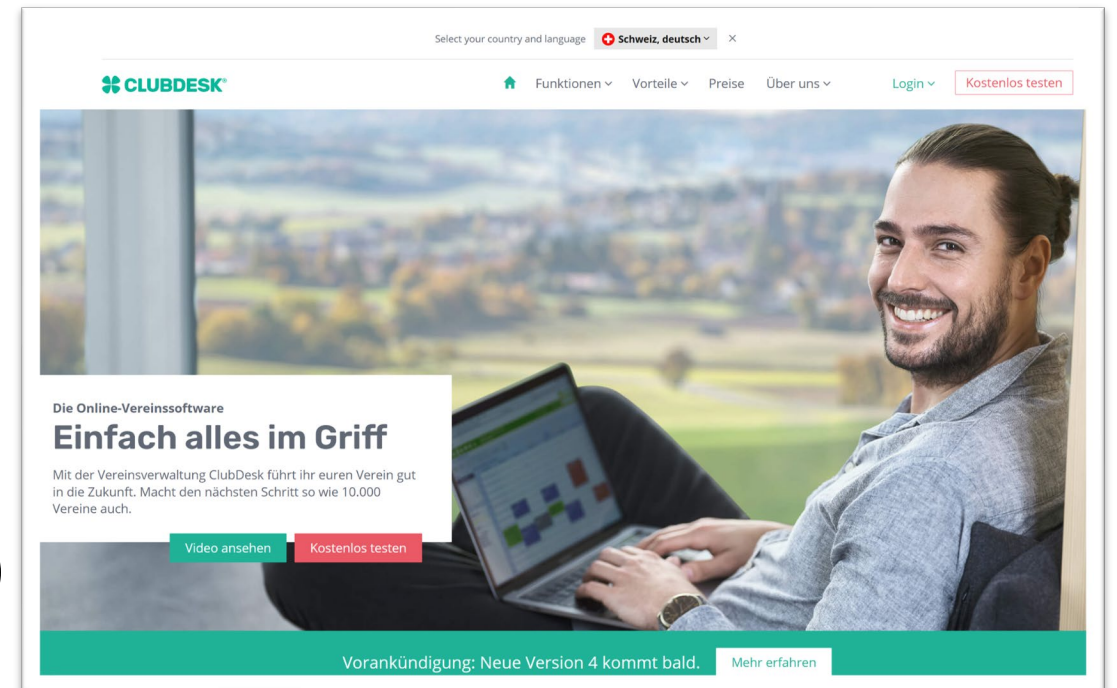 Select your country and language Schweiz, deutsch
CLUBDESK®
Funktionen Vorteile Preise Über uns Login Kostenlos testen
Die Online-Vereinssoftware
Einfach alles im Griff
Mit der Vereinsverwaltung ClubDesk führt ihr euren Verein gut
in die Zukunft. Macht den nächsten Schritt so wie 10.000
Vereine auch.
Video ansehen Kostenlos testen
Vorankündigung: Neue Version 4 kommt bald. Mehr erfahren